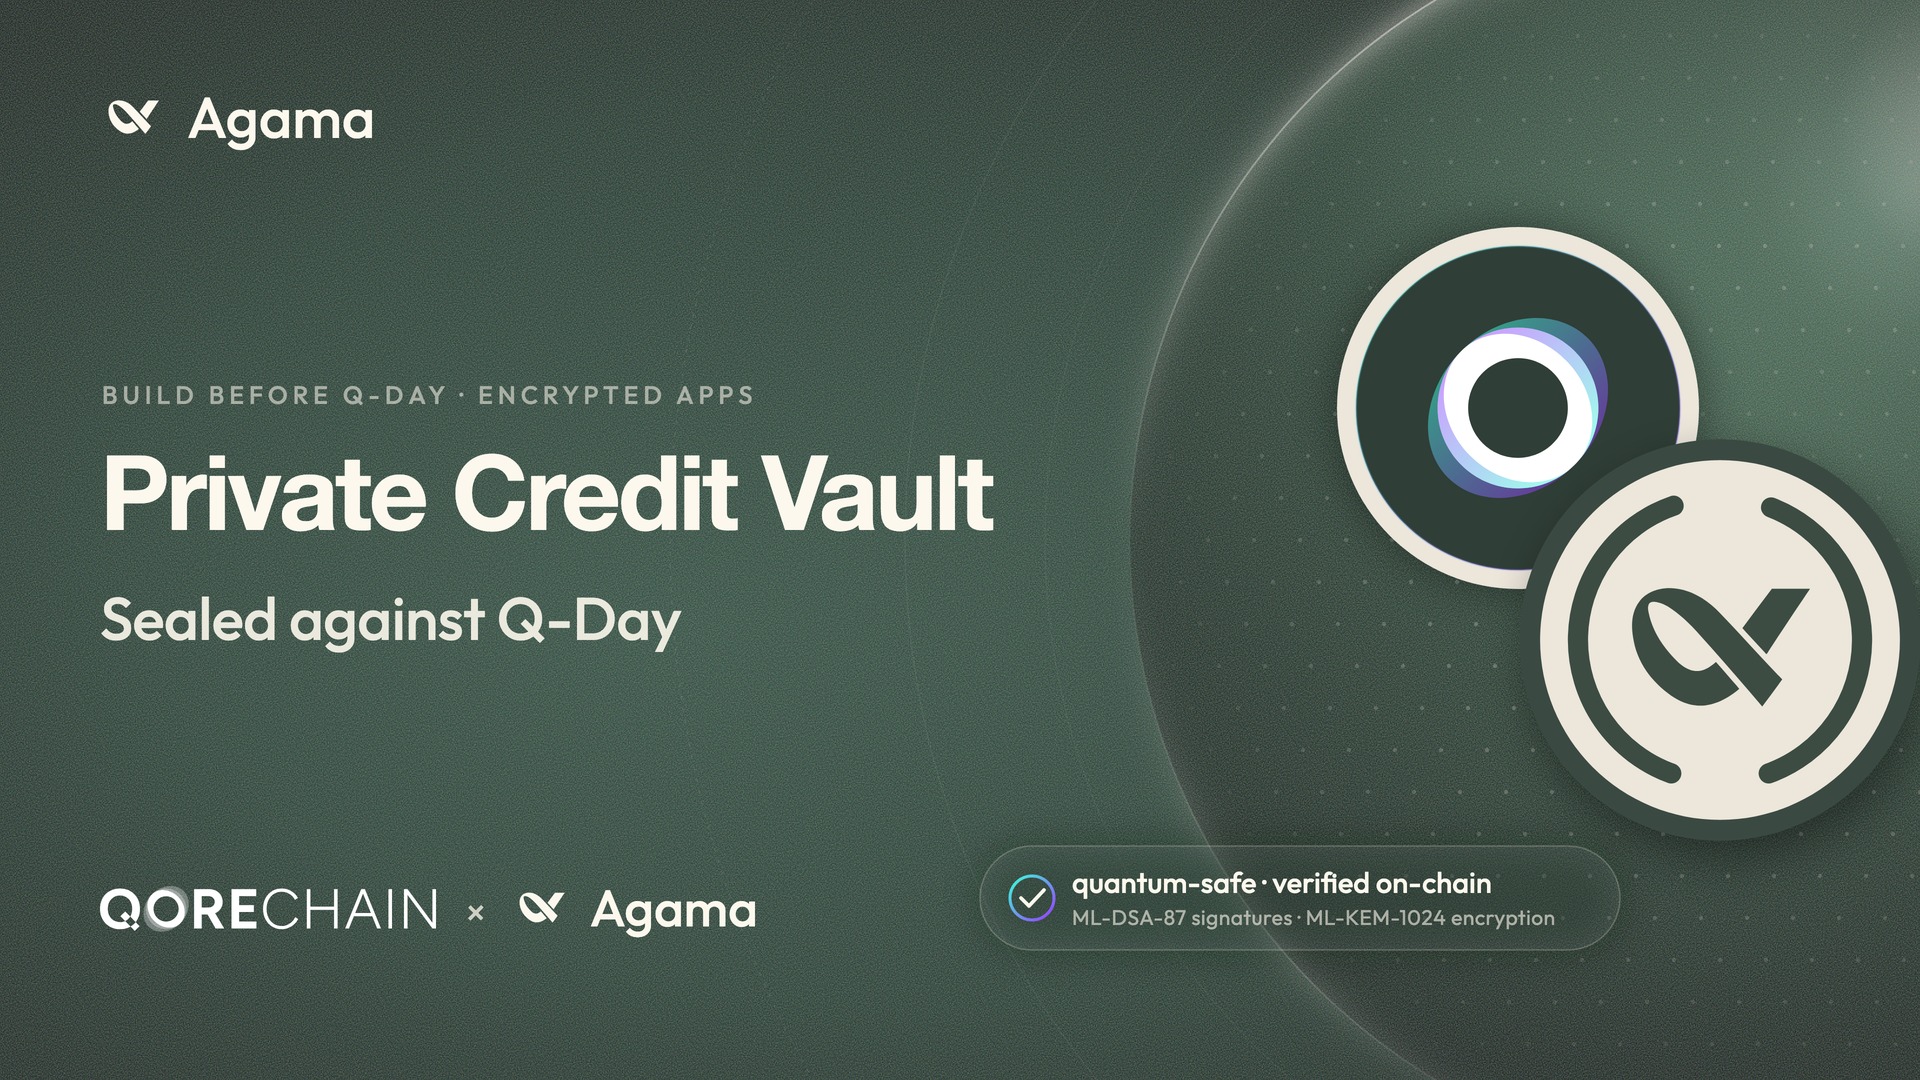 Agama
BUILD BEFORE Q-DAY · ENCRYPTED APPS
Private Credit Vault
Sealed against Q-Day
QORECHAIN × Agama
quantum-safe · verified on-chain
ML-DSA-87 signatures · ML-KEM-1024 encryption